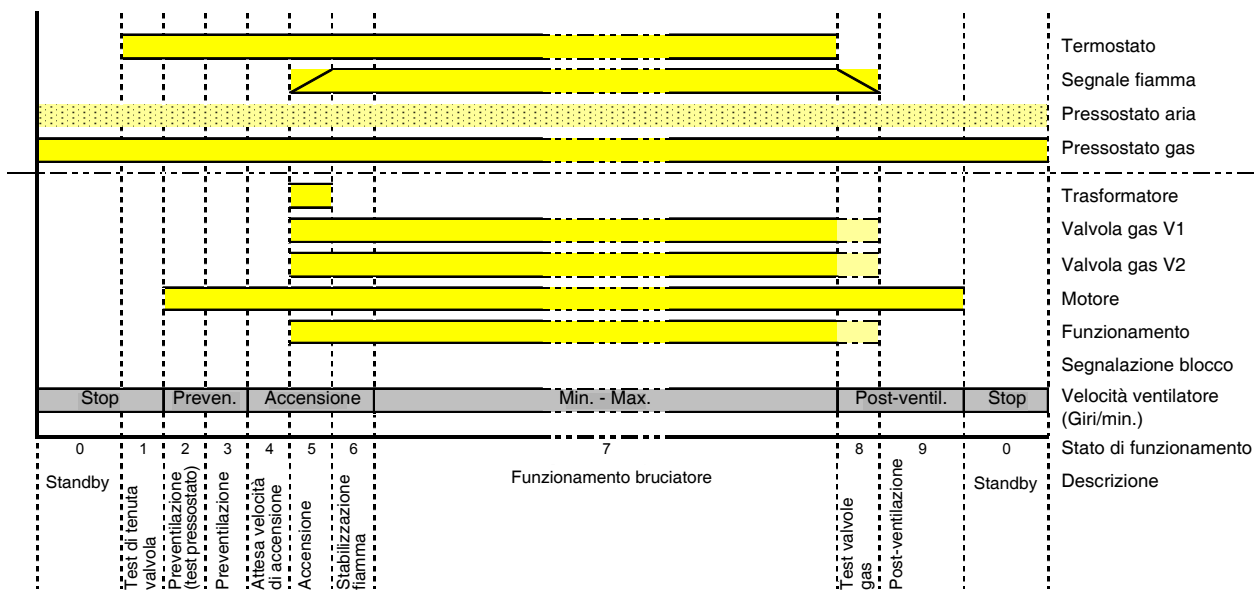 Termostato
Segnale fiamma
Pressostato aria
Pressostato gas
Trasformatore
Valvola gas V1
Valvola gas V2
Motore
Funzionamento
Segnalazione blocco
Stop Preven. Accensione Min. - Max. Post-ventil. Stop Velocità ventilatore
(Giri/min.)
0 1 2 3 4 5 6 7 8 9 0 Stato di funzionamento
Standby Funzionamento bruciatore Standby Descrizione
Test di tenuta
valvola
Preventilazione
(test pressostato)
Preventilazione
Attesa velocità
di accensione
Accensione
Stabilizzazione
fiamma
Test valvole
gas
Post-ventilazione